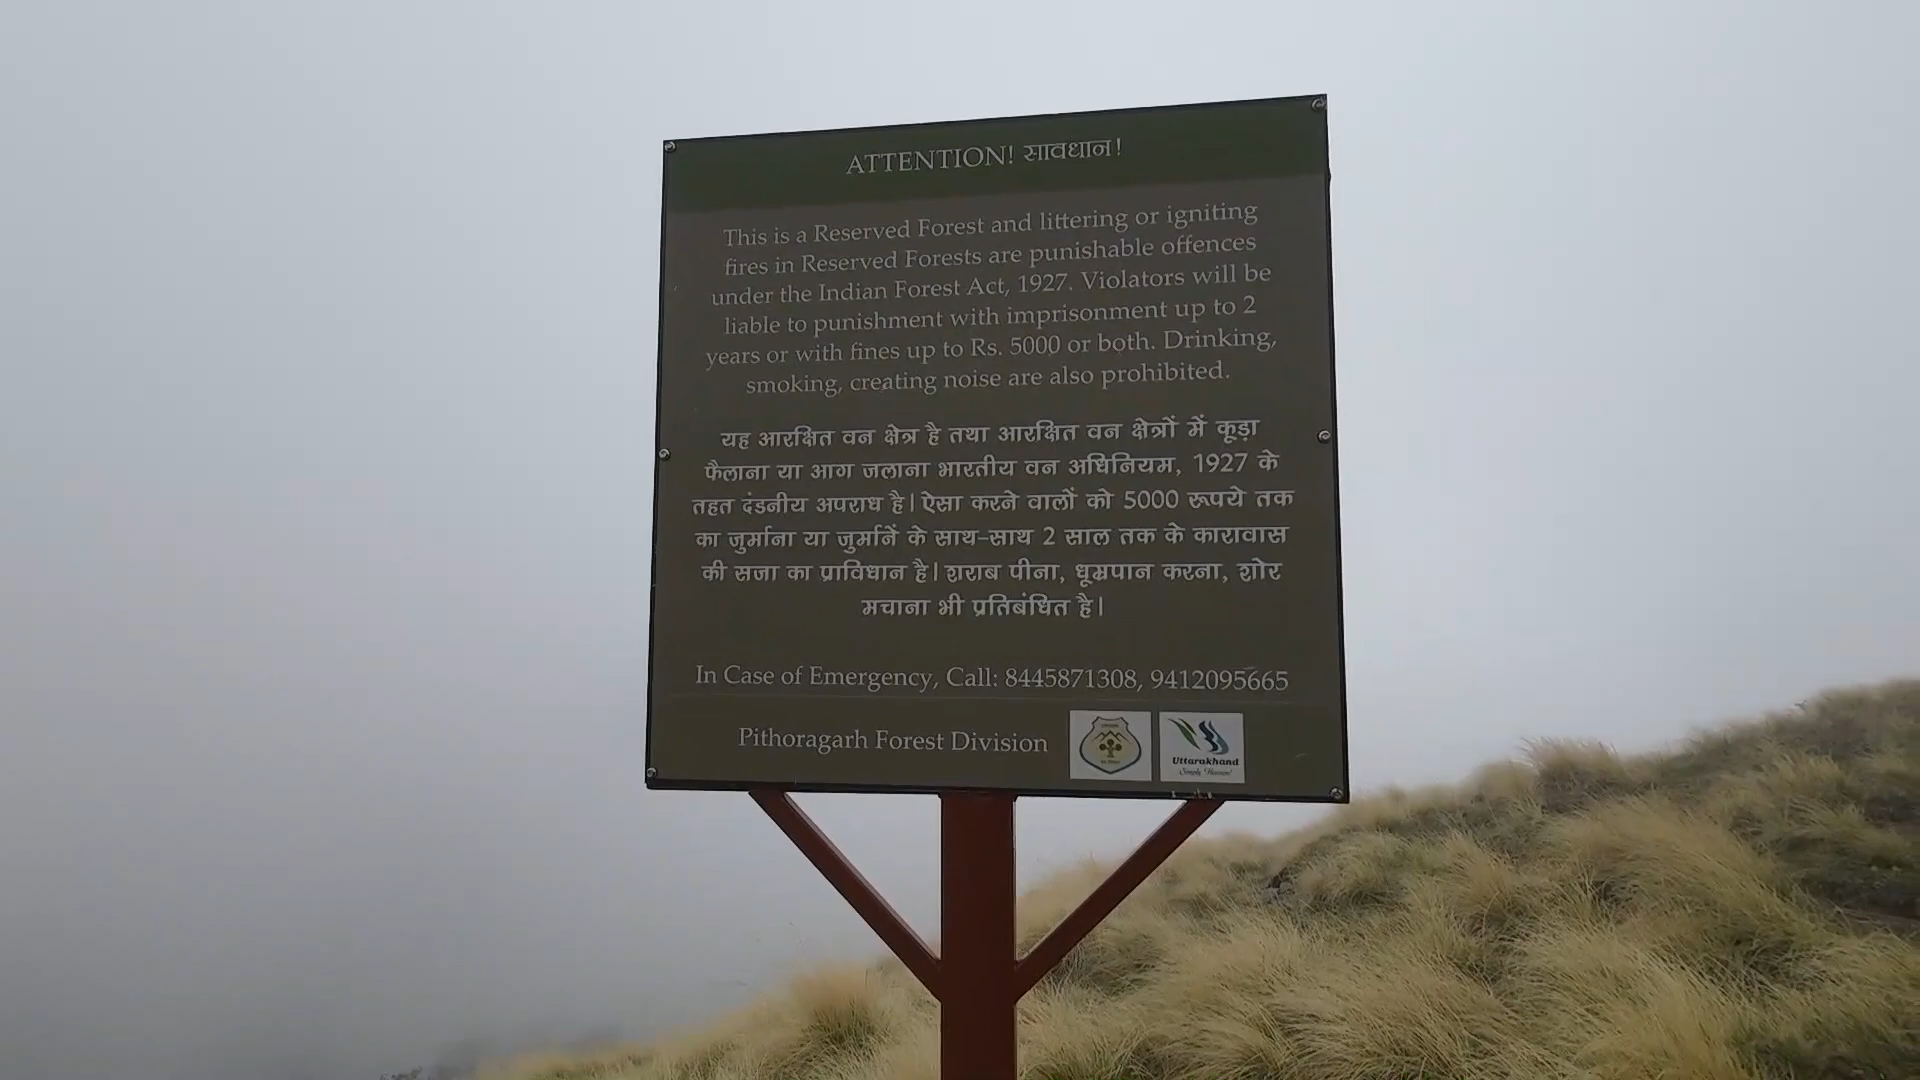 ATTENTION! सावधान!
This is a Reserved Forest and littering or igniting
fires in Reserved Forests are punishable offences
under the Indian Forest Act, 1927. Violators will be
liable to punishment with imprisonment up to 2
years or with fines up to Rs. 5000 or both. Drinking,
smoking, creating noise are also prohibited.
यह आरक्षित वन क्षेत्र है तथा आरक्षित वन क्षेत्रों में कूड़ा
फैलाना या आग जलाना भारतीय वन अधिनियम, 1927 के
तहत दंडनीय अपराध है। ऐसा करने वालों को 5000 रूपये तक
का जुर्माना या जुर्मानें के साथ-साथ 2 साल तक के कारावास
की सजा का प्राविधान है। शराब पीना, धूम्रपान करना, शोर
मचाना भी प्रतिबंधित है।
In Case of Emergency, Call: 8445871308, 9412095665
Pithoragarh Forest Division
Uttarakhand
Simply Heaven!